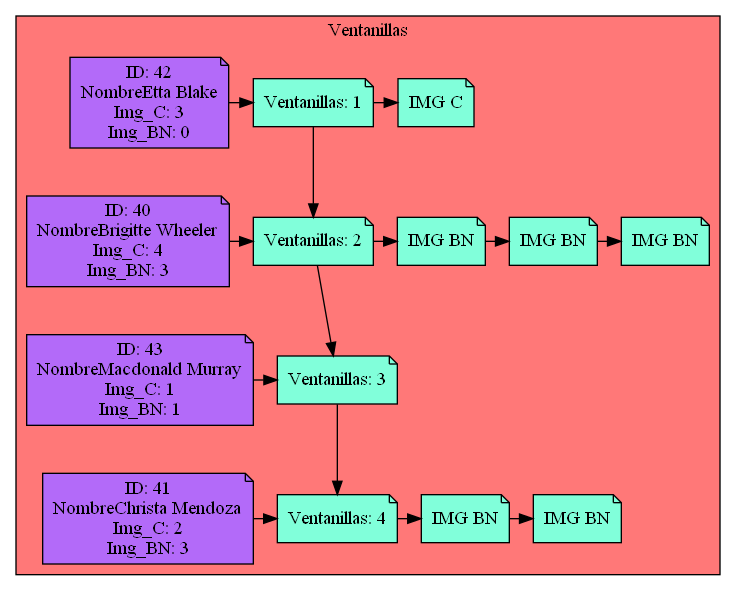 Ventanillas
ID: 42
NombreEtta Blake
Img_C: 3
Img_BN: 0
Ventanillas: 1
IMG C
ID: 40
NombreBrigitte Wheeler
Img_C: 4
Img_BN: 3
Ventanillas: 2
IMG BN
IMG BN
IMG BN
ID: 43
NombreMacdonald Murray
Img_C: 1
Img_BN: 1
Ventanillas: 3
ID: 41
NombreChrista Mendoza
Img_C: 2
Img_BN: 3
Ventanillas: 4
IMG BN
IMG BN